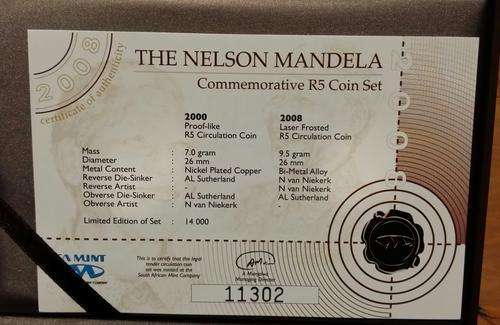 2008
certificate of authenticity
THE NELSON MANDELA
Commemorative R5 Coin Set
2000 2008
Proof-like Laser Frosted
R5 Circulation Coin R5 Circulation Coin
Mass : 7.0 gram 9.5 gram
Diameter : 26 mm 26 mm
Metal Content : Nickel Plated Copper Bi-Metal Alloy
Reverse Die-Sinker : AL Sutherland N van Niekerk
Reverse Artist : - N van Niekerk
Obverse Die-Sinker : AL Sutherland AL Sutherland
Obverse Artist : N van Niekerk
Limited Edition of Set : 14 000
SA MINT
This is to certify that the legal
tender circulation coin
set was minted at the
South African Mint Company
Managing Director
11302